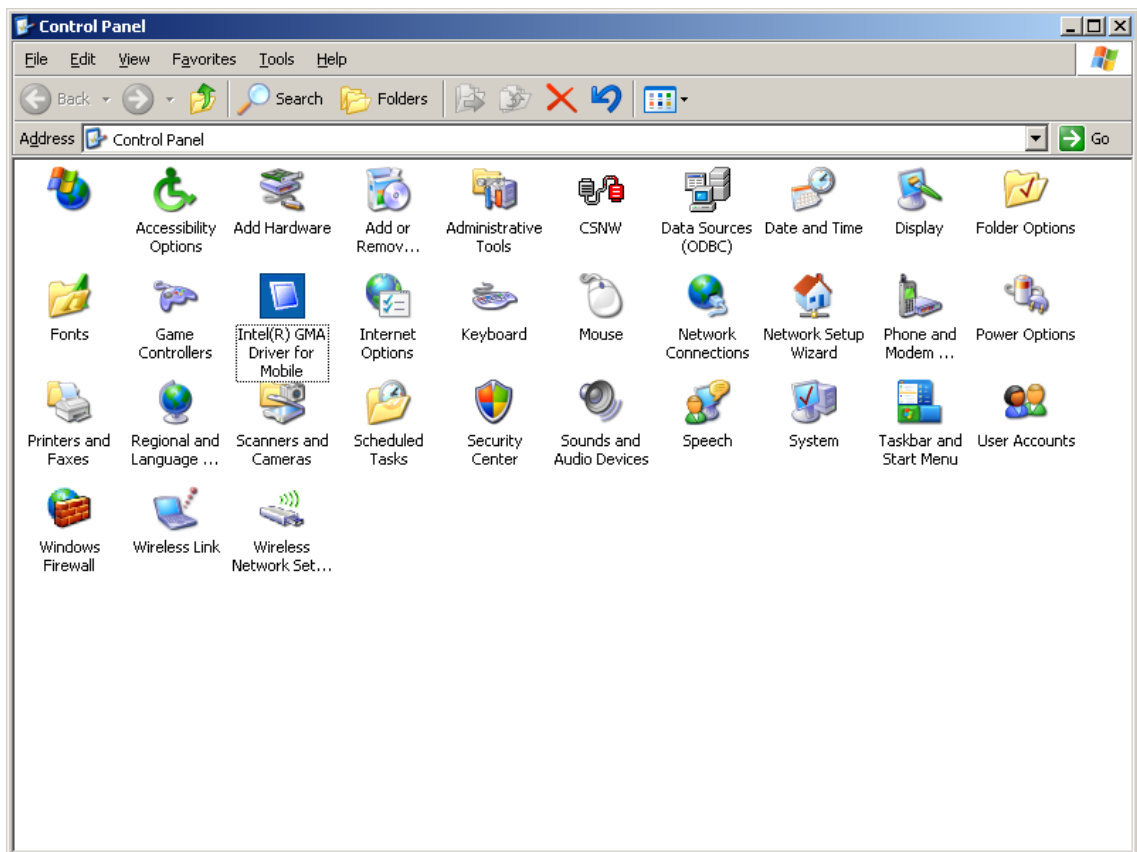 Control Panel
File Edit View Favorites Tools Help
Back Search Folders
Address Control Panel Go
Accessibility Options
Add Hardware
Add or Remov...
Administrative Tools
CSNW
Data Sources (ODBC)
Date and Time
Display
Folder Options
Fonts
Game Controllers
Intel(R) GMA Driver for Mobile
Internet Options
Keyboard
Mouse
Network Connections
Network Setup Wizard
Phone and Modem ...
Power Options
Printers and Faxes
Regional and Language ...
Scanners and Cameras
Scheduled Tasks
Security Center
Sounds and Audio Devices
Speech
System
Taskbar and Start Menu
User Accounts
Windows Firewall
Wireless Link
Wireless Network Set...